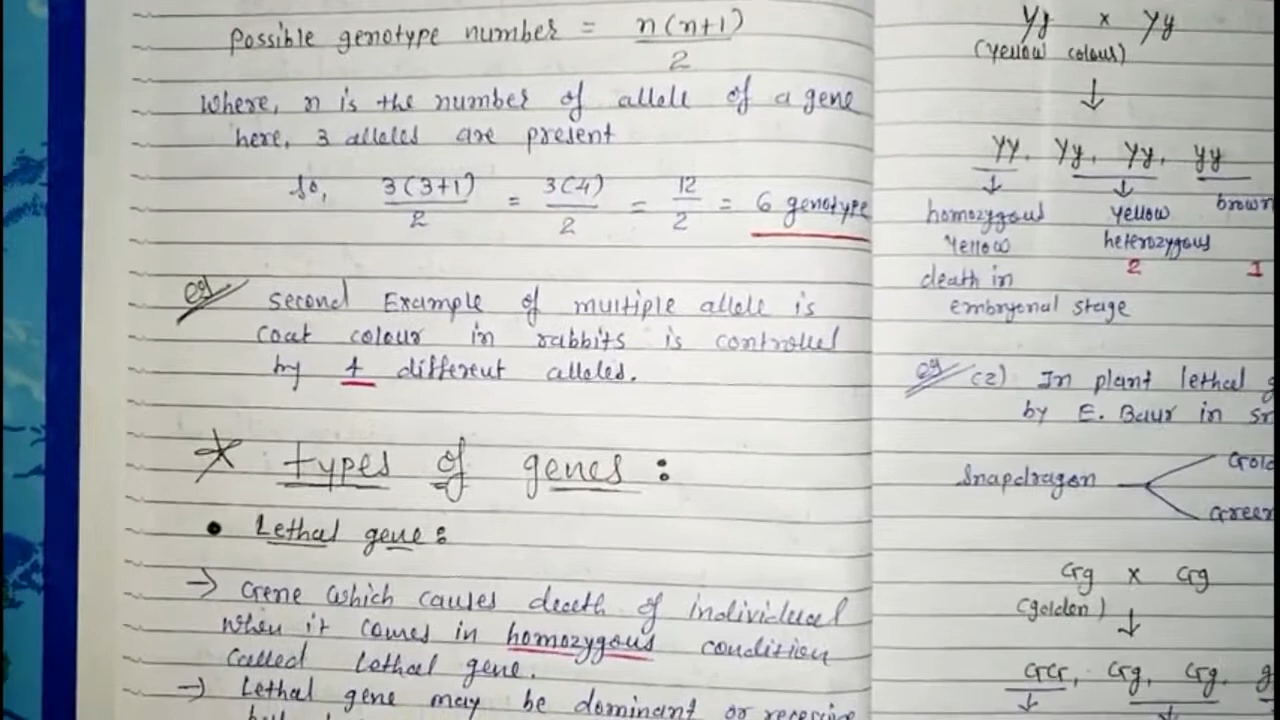 Possible genotype number = n(n+1)
2
Where, n is the number of allele of a gene
here, 3 alleles are present
So, 3(3+1) = 3(4) = 12 = 6 genotype
2 2 2
eg/ Second Example of multiple allele is
coat colour in rabbits is controlled
by 4 different alleles.
* types of genes :
• Lethal gene :
→ Gene which causes death of individual
when it comes in homozygous condition
called lethal gene.
→ Lethal gene may be dominant or recessive
Yy × Yy
(Yellow colour)
↓
YY, Yy, Yy, yy
↓ ↓
homozygous yellow brown
Yellow heterozygous
death in 2 1
embryonal stage
eg/ (2) In plant lethal
by E. Baur in
Snapdragon
Gg × Gg
(golden) ↓
GG, Gg, Gg,
↓ ↓